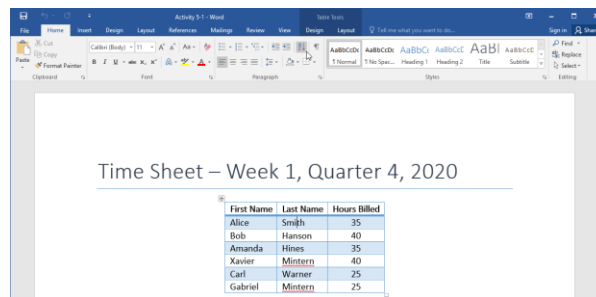 Activity 5-1 - Word
Table Tools
File Home Insert Design Layout References Mailings Review View Design Layout Tell me what you want to do... Sign in Share
Paste
Cut
Copy
Format Painter
Calibri (Body) 11 A A Aa
B I U abc X₂ X²
AaBbCcDc AaBbCcDc AaBbCc AaBbCcC AaBl AaBbCcC
¶ Normal ¶ No Spac... Heading 1 Heading 2 Title Subtitle
Find
Replace
Select
Clipboard Font Paragraph Styles Editing
Time Sheet – Week 1, Quarter 4, 2020
First Name Last Name Hours Billed
Alice Smith 35
Bob Hanson 40
Amanda Hines 35
Xavier Mintern 40
Carl Warner 25
Gabriel Mintern 25